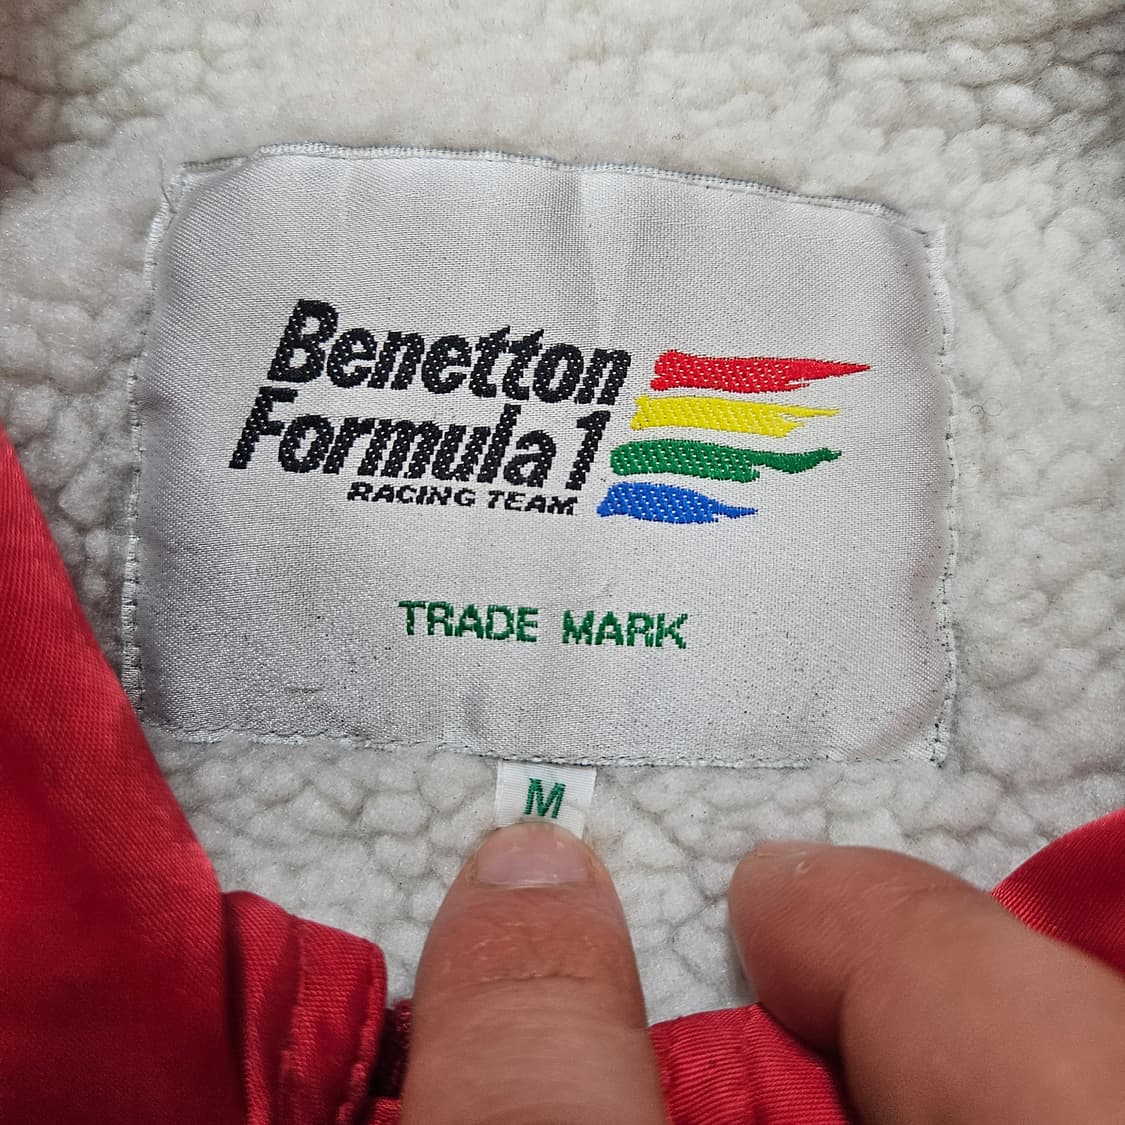 Benetton
Formula 1
RACING TEAM
TRADE MARK
M